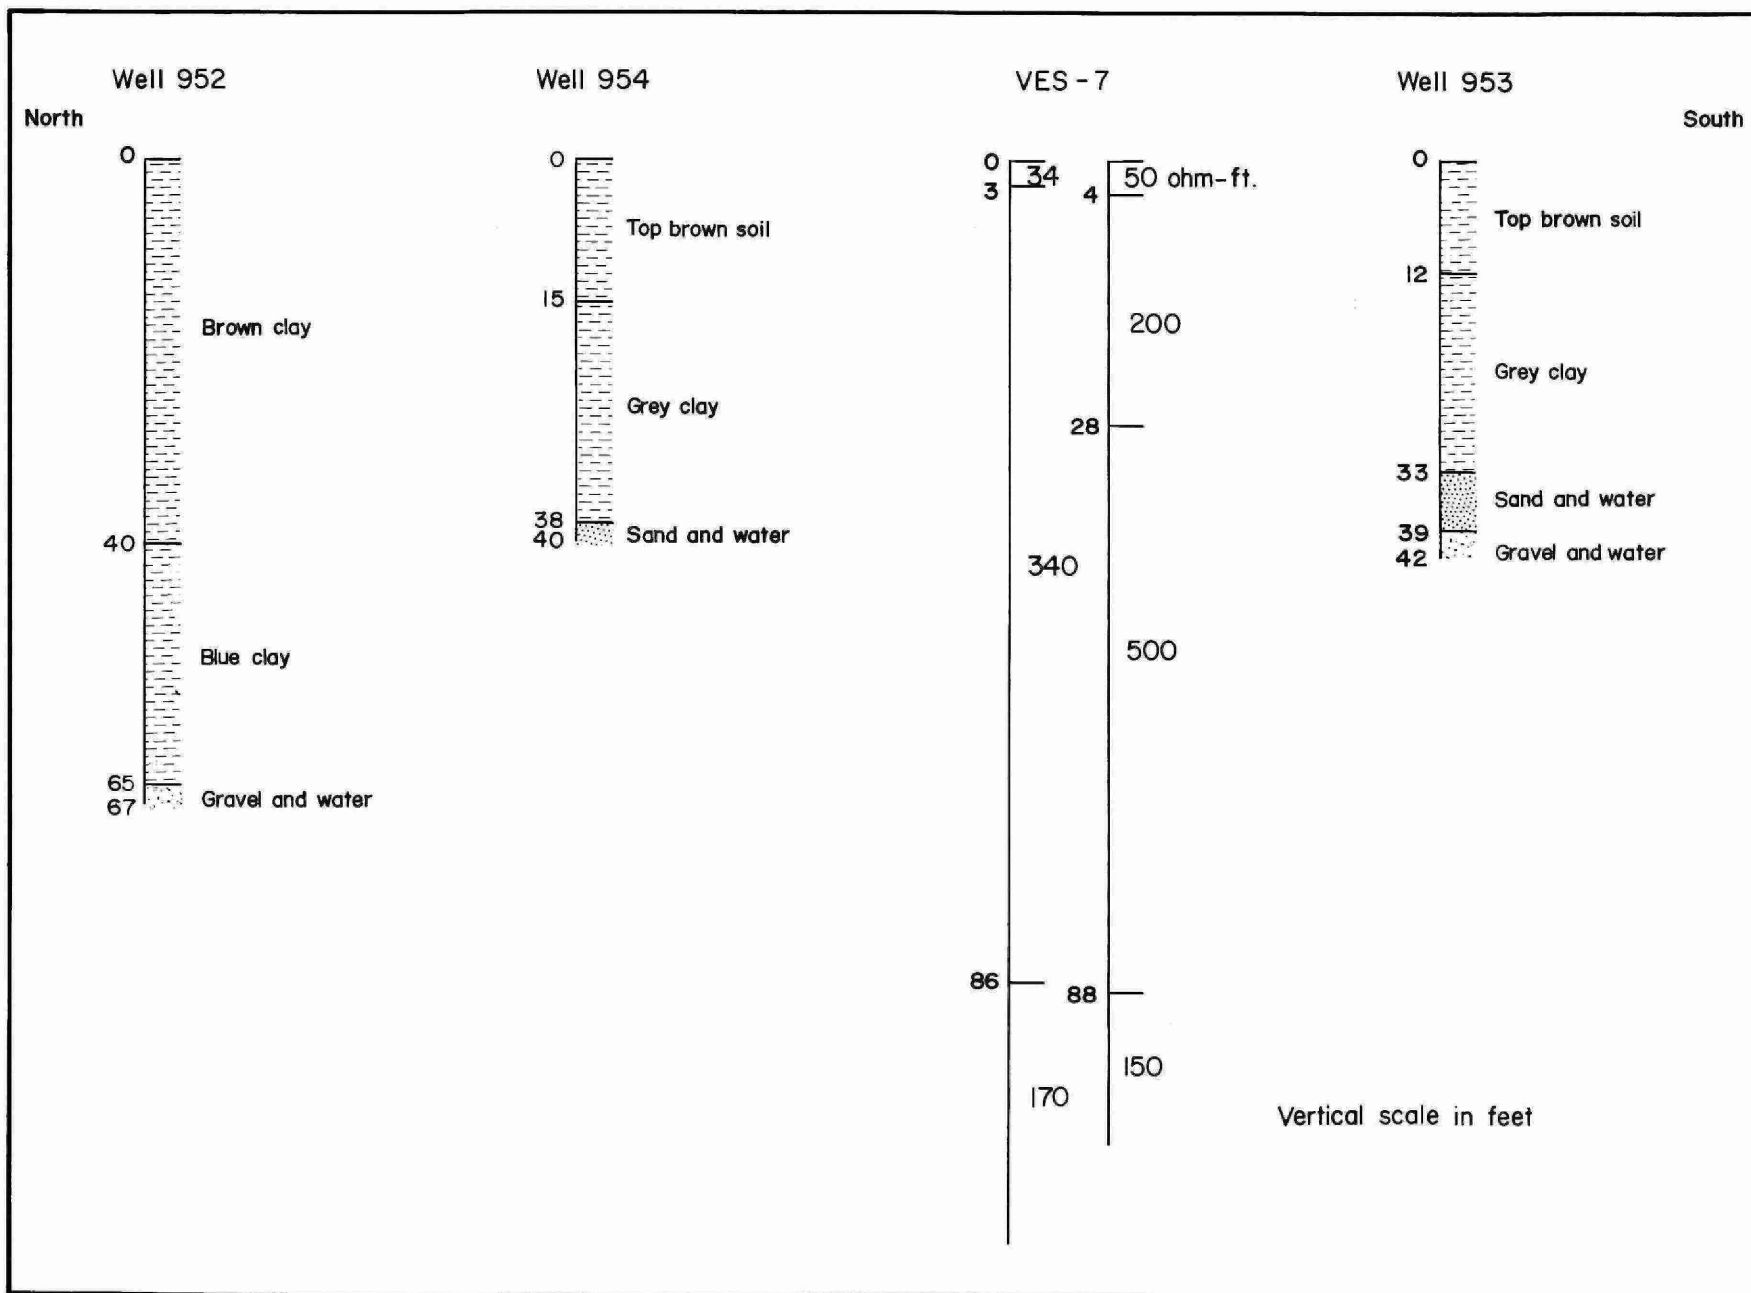 Well 952
Well 954
VES-7
Well 953
North
South
0
Brown clay
40
Blue clay
65
67
Gravel and water
0
Top brown soil
15
Grey clay
38
40
Sand and water
0
34
3
340
86
170
50 ohm-ft.
4
200
28
500
88
150
0
Top brown soil
12
Grey clay
33
Sand and water
39
42
Gravel and water
Vertical scale in feet